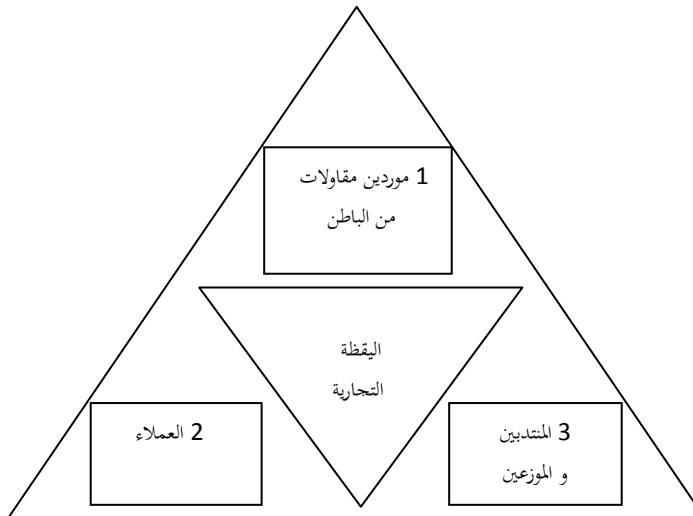 1 موردين مقاولات
من الباطن
اليقظة
التجارية
2 العملاء
3 المنتدبين
و الموزعين